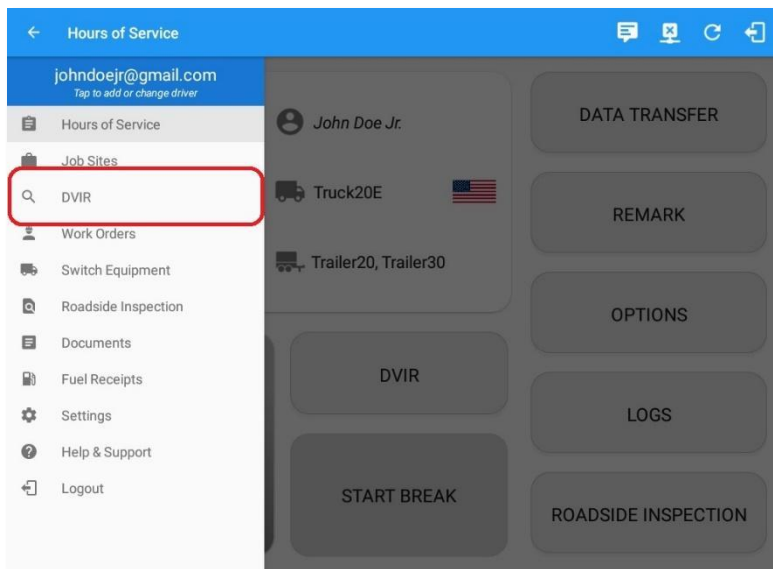 Hours of Service
johndoejr@gmail.com
Tap to add or change driver
Hours of Service
Job Sites
DVIR
Work Orders
Switch Equipment
Roadside Inspection
Documents
Fuel Receipts
Settings
Help & Support
Logout
John Doe Jr.
Truck20E
Trailer20, Trailer30
DVIR
START BREAK
DATA TRANSFER
REMARK
OPTIONS
LOGS
ROADSIDE INSPECTION